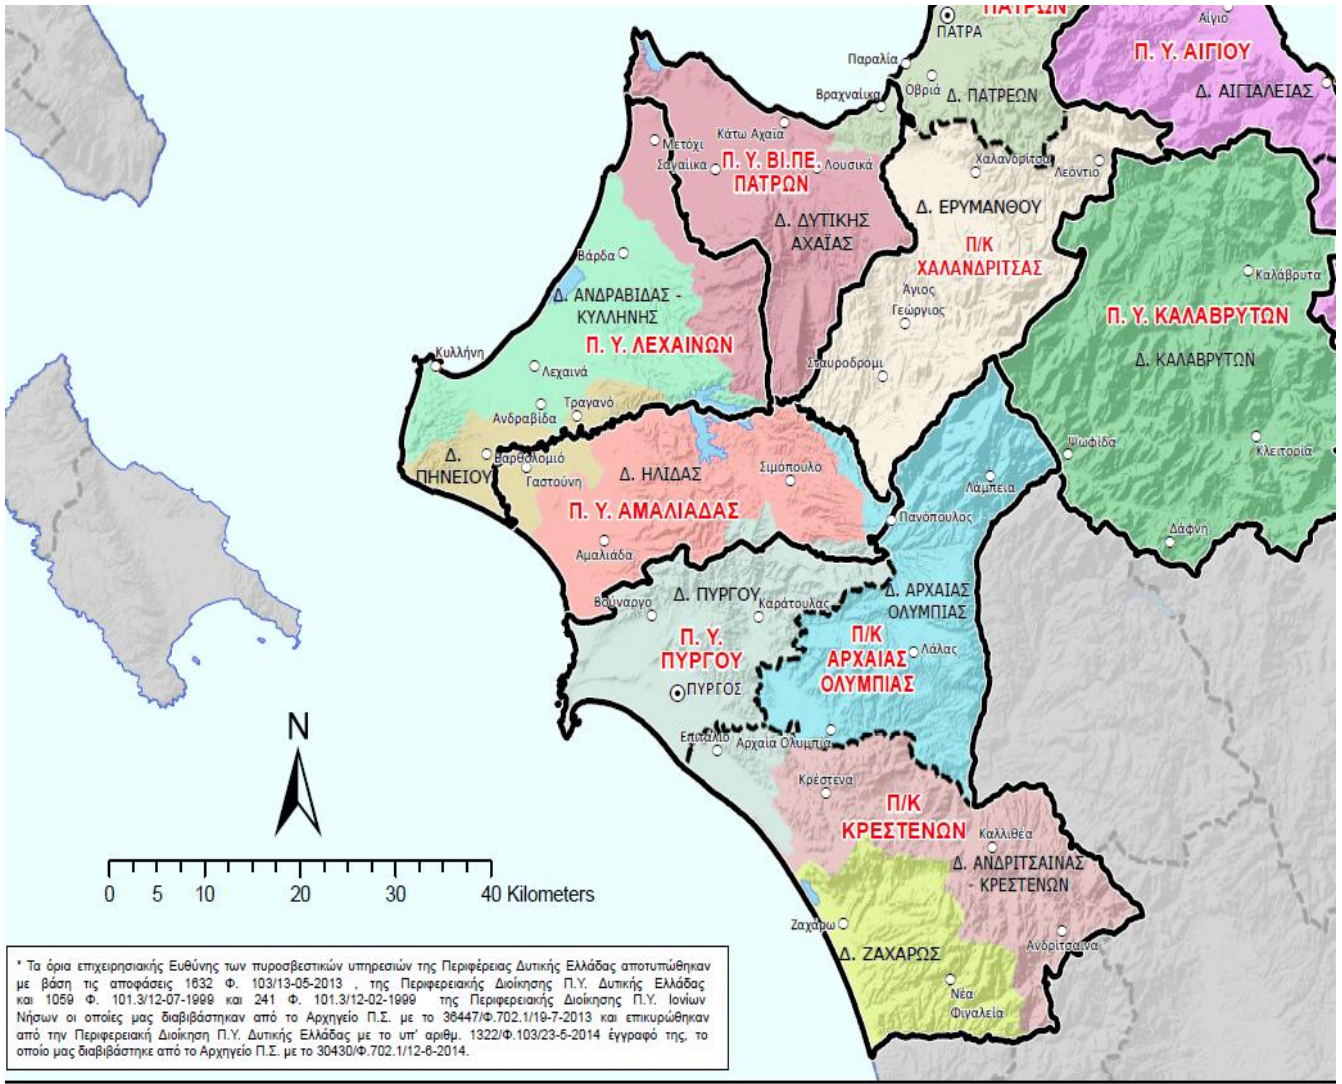 ΠΑΤΡΩΝ
ΠΑΤΡΑ
Αίγιο
Π. Υ. ΑΙΓΙΟΥ
Δ. ΑΙΓΙΑΛΕΙΑΣ
Παραλία
Οβριά
Δ. ΠΑΤΡΕΩΝ
Βραχναίικα
Κάτω Αχαϊα
Μετόχι
Σαγαίικα
Π. Υ. ΒΙ.ΠΕ.
ΠΑΤΡΩΝ
Λουσικά
Χαλανδρίτσα
Λεόντιο
Δ. ΕΡΥΜΑΝΘΟΥ
Δ. ΔΥΤΙΚΗΣ
ΑΧΑΪΑΣ
Π/Κ
ΧΑΛΑΝΔΡΙΤΣΑΣ
Βάρδα
Καλάβρυτα
Δ. ΑΝΔΡΑΒΙΔΑΣ -
ΚΥΛΛΗΝΗΣ
Άγιος
Γεώργιος
Π. Υ. ΚΑΛΑΒΡΥΤΩΝ
Δ. ΚΑΛΑΒΡΥΤΩΝ
Π. Υ. ΛΕΧΑΙΝΩΝ
Κυλλήνη
Λεχαινά
Σταυροδρόμι
Ανδραβίδα
Τραγανό
Ψωφίδα
Κλειτορία
Δ.
ΠΗΝΕΙΟΥ
Βαρθολομιό
Γαστούνη
Δ. ΗΛΙΔΑΣ
Σιμόπουλο
Λάμπεια
Π. Υ. ΑΜΑΛΙΑΔΑΣ
Πανόπουλος
Δάφνη
Αμαλιάδα
Δ. ΠΥΡΓΟΥ
Δ. ΑΡΧΑΙΑΣ
ΟΛΥΜΠΙΑΣ
Βούναργο
Καράτουλας
Π. Υ.
ΠΥΡΓΟΥ
Π/Κ
ΑΡΧΑΙΑΣ
ΟΛΥΜΠΙΑΣ
Λάλας
ΠΥΡΓΟΣ
N
Επιτάλιο
Αρχαία Ολυμπία
Κρέστενα
Π/Κ
ΚΡΕΣΤΕΝΩΝ
Καλλιθέα
Δ. ΑΝΔΡΙΤΣΑΙΝΑΣ
- ΚΡΕΣΤΕΝΩΝ
0 5 10 20 30 40 Kilometers
Ζαχάρω
Ανδρίτσαινα
Δ. ΖΑΧΑΡΩΣ
Νέα
Φιγαλεία
* Τα όρια επιχειρησιακής Ευθύνης των πυροσβεστικών υπηρεσιών της Περιφέρειας Δυτικής Ελλάδας αποτυπώθηκαν
με βάση τις αποφάσεις 1632 Φ. 103/13-05-2013 , της Περιφερειακής Διοίκησης Π.Υ. Δυτικής Ελλάδας
και 1059 Φ. 101.3/12-07-1999 και 241 Φ. 101.3/12-02-1999 της Περιφερειακής Διοίκησης Π.Υ. Ιονίων
Νήσων οι οποίες μας διαβιβάστηκαν από το Αρχηγείο Π.Σ. με το 36447/Φ.702.1/19-7-2013 και επικυρώθηκαν
από την Περιφερειακή Διοίκηση Π.Υ. Δυτικής Ελλάδας με το υπ' αριθμ. 1322/Φ.103/23-5-2014 έγγραφό της, το
οποίο μας διαβιβάστηκε από το Αρχηγείο Π.Σ. με το 30430/Φ.702.1/12-6-2014.